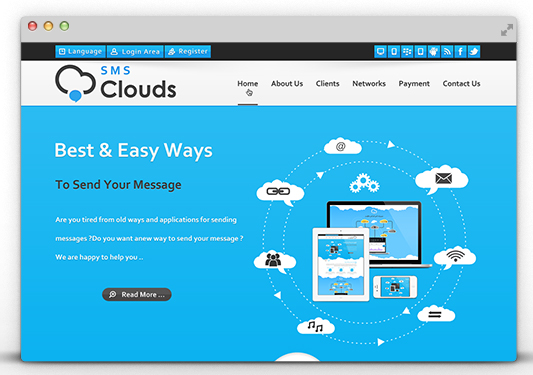 Language Login Area Register
SMS
Clouds
Home About Us Clients Networks Payment Contact Us
Best & Easy Ways
To Send Your Message
Are you tired from old ways and applications for sending
messages ?Do you want anew way to send your message ?
We are happy to help you ..
Read More ...
@